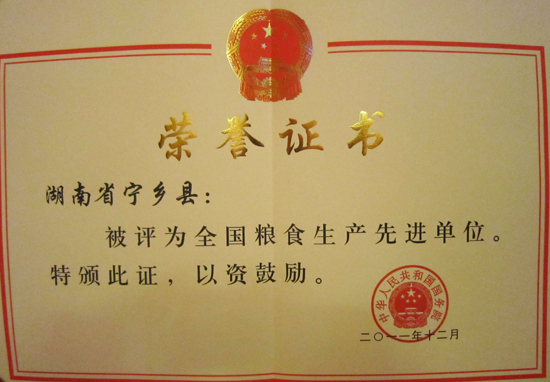 荣誉证书
湖南省宁乡县：
被评为全国粮食生产先进单位。
特颁此证，以资鼓励。
中华人民共和国国务院
二〇一一年十二月